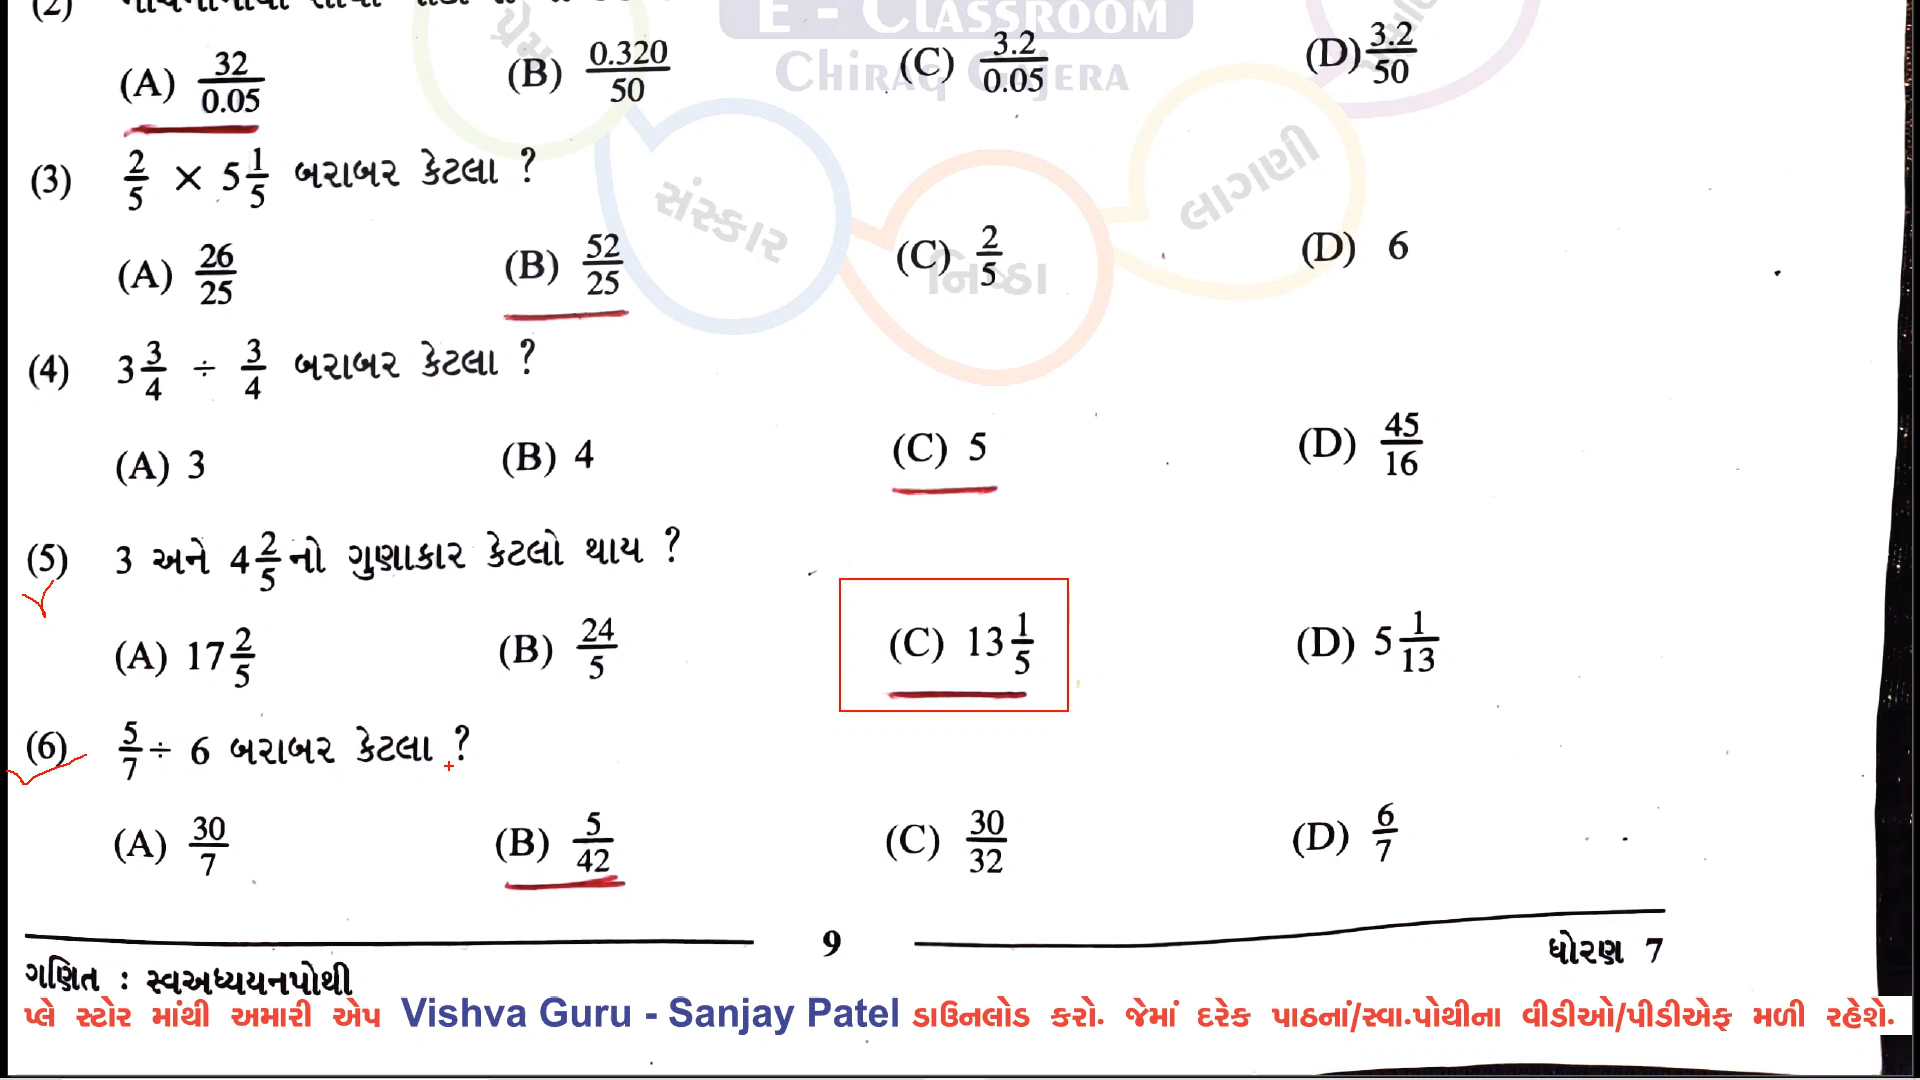 (2)
E - CLASSROOM
CHIRAG GAJERA
(A) 32/0.05 (B) 0.320/50 (C) 3.2/0.05 (D) 3.2/50
(3) 2/5 × 5 1/5 બરાબર કેટલા ?
સંસ્કાર
નિષ્ઠા
લાગણી
(A) 26/25 (B) 52/25 (C) 2/5 (D) 6
(4) 3 3/4 ÷ 3/4 બરાબર કેટલા ?
(A) 3 (B) 4 (C) 5 (D) 45/16
(5) 3 અને 4 2/5 નો ગુણાકાર કેટલો થાય ?
(A) 17 2/5 (B) 24/5 (C) 13 1/5 (D) 5 1/13
(6) 5/7 ÷ 6 બરાબર કેટલા ?
(A) 30/7 (B) 5/42 (C) 30/32 (D) 6/7
9
ધોરણ 7
ગણિત : સ્વઅધ્યયનપોથી
પ્લે સ્ટોર માંથી અમારી એપ Vishva Guru - Sanjay Patel ડાઉનલોડ કરો. જેમાં દરેક પાઠનાં/સ્વા.પોથીના વીડીઓ/પીડીએફ મળી રહેશે.